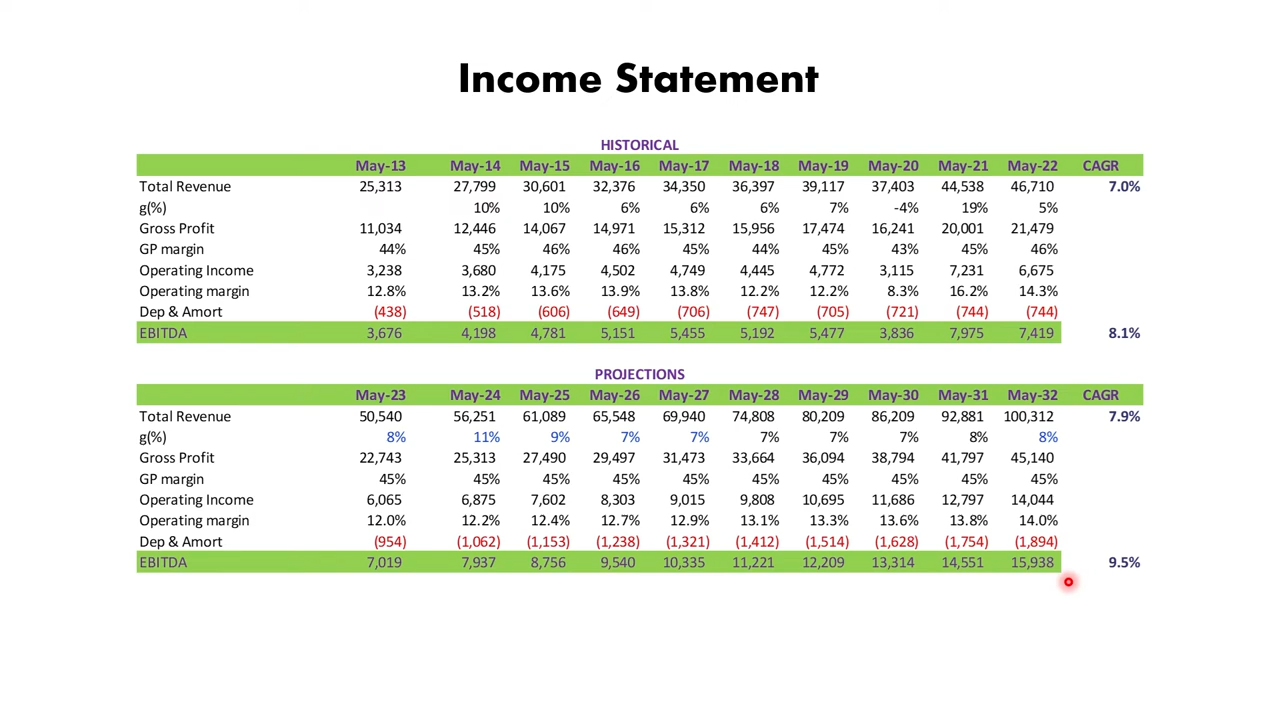 Income Statement
HISTORICAL
May-13 May-14 May-15 May-16 May-17 May-18 May-19 May-20 May-21 May-22 CAGR
Total Revenue 25,313 27,799 30,601 32,376 34,350 36,397 39,117 37,403 44,538 46,710 7.0%
g(%) 10% 10% 6% 6% 6% 7% -4% 19% 5%
Gross Profit 11,034 12,446 14,067 14,971 15,312 15,956 17,474 16,241 20,001 21,479
GP margin 44% 45% 46% 46% 45% 44% 45% 43% 45% 46%
Operating Income 3,238 3,680 4,175 4,502 4,749 4,445 4,772 3,115 7,231 6,675
Operating margin 12.8% 13.2% 13.6% 13.9% 13.8% 12.2% 12.2% 8.3% 16.2% 14.3%
Dep & Amort (438) (518) (606) (649) (706) (747) (705) (721) (744) (744)
EBITDA 3,676 4,198 4,781 5,151 5,455 5,192 5,477 3,836 7,975 7,419 8.1%
PROJECTIONS
May-23 May-24 May-25 May-26 May-27 May-28 May-29 May-30 May-31 May-32 CAGR
Total Revenue 50,540 56,251 61,089 65,548 69,940 74,808 80,209 86,209 92,881 100,312 7.9%
g(%) 8% 11% 9% 7% 7% 7% 7% 7% 8% 8%
Gross Profit 22,743 25,313 27,490 29,497 31,473 33,664 36,094 38,794 41,797 45,140
GP margin 45% 45% 45% 45% 45% 45% 45% 45% 45% 45%
Operating Income 6,065 6,875 7,602 8,303 9,015 9,808 10,695 11,686 12,797 14,044
Operating margin 12.0% 12.2% 12.4% 12.7% 12.9% 13.1% 13.3% 13.6% 13.8% 14.0%
Dep & Amort (954) (1,062) (1,153) (1,238) (1,321) (1,412) (1,514) (1,628) (1,754) (1,894)
EBITDA 7,019 7,937 8,756 9,540 10,335 11,221 12,209 13,314 14,551 15,938 9.5%